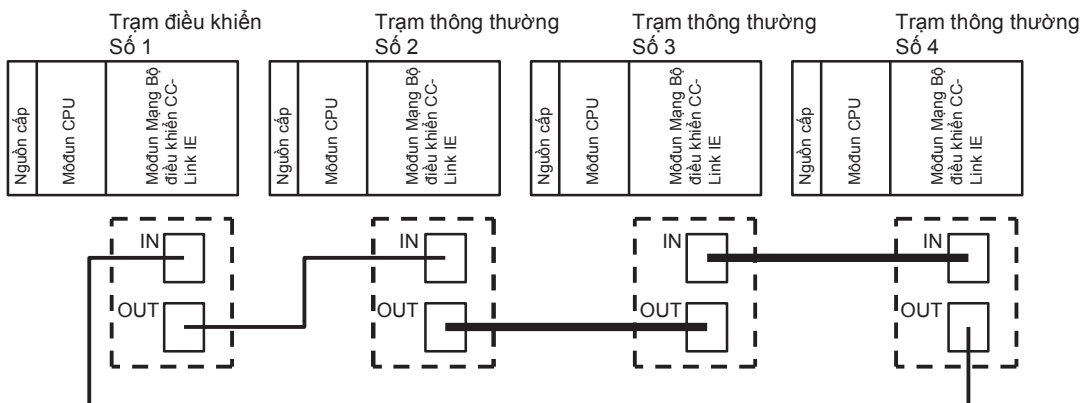 Trạm điều khiển
Số 1
Trạm thông thường
Số 2
Trạm thông thường
Số 3
Trạm thông thường
Số 4
Nguồn cấp
Môđun CPU
Môđun Mạng Bộ
điều khiển CC-
Link IE
Nguồn cấp
Môđun CPU
Môđun Mạng Bộ
điều khiển CC-
Link IE
Nguồn cấp
Môđun CPU
Môđun Mạng Bộ
điều khiển CC-
Link IE
Nguồn cấp
Môđun CPU
Môđun Mạng Bộ
điều khiển CC-
Link IE
IN
IN
IN
IN
OUT
OUT
OUT
OUT